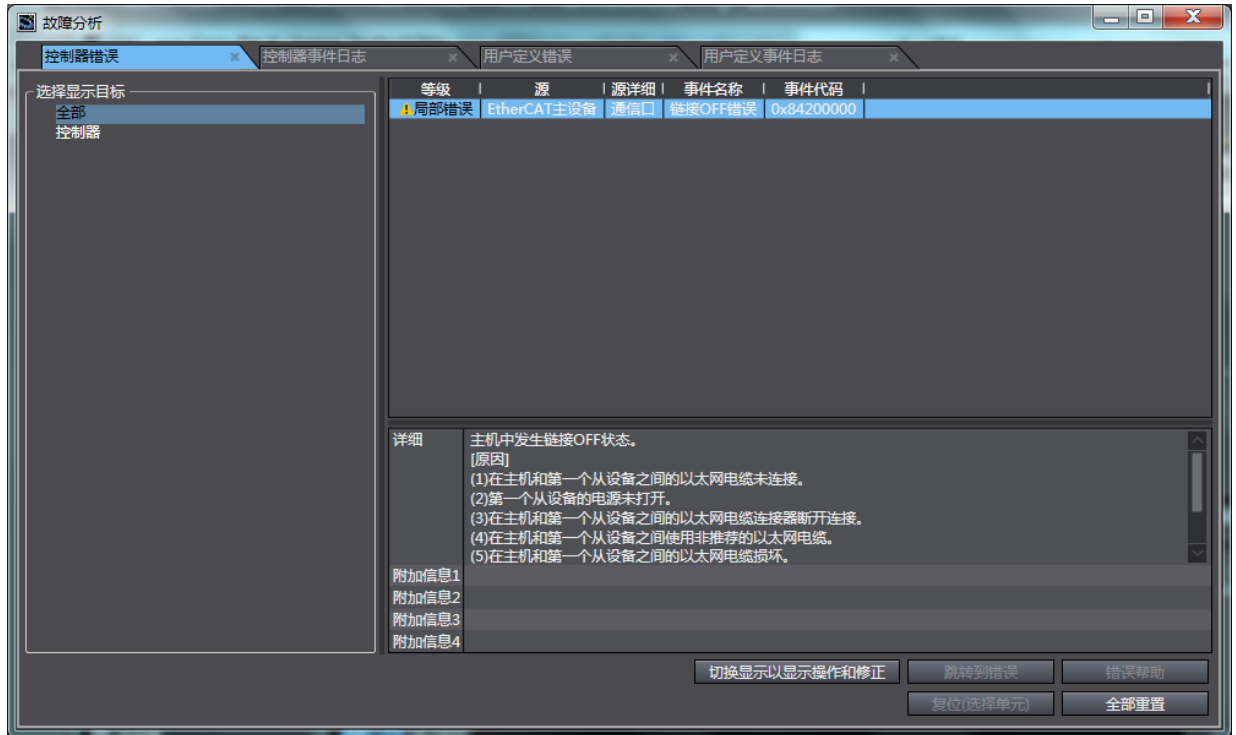 故障分析
控制器错误 × 控制器事件日志 × 用户定义错误 × 用户定义事件日志 ×
选择显示目标
全部
控制器
等级 源 源详细 事件名称 事件代码
局部错误 EtherCAT主设备 通信口 链接OFF错误 0x84200000
详细
主机中发生链接OFF状态。
[原因]
(1)在主机和第一个从设备之间的以太网电缆未连接。
(2)第一个从设备的电源未打开。
(3)在主机和第一个从设备之间的以太网电缆连接器断开连接。
(4)在主机和第一个从设备之间使用非推荐的以太网电缆。
(5)在主机和第一个从设备之间的以太网电缆损坏。
附加信息1
附加信息2
附加信息3
附加信息4
切换显示以显示操作和修正 跳转到错误 错误帮助
复位(选择单元) 全部重置